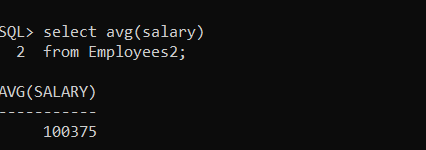 SQL> select avg(salary)
2 from Employees2;
AVG(SALARY)
-----------
100375